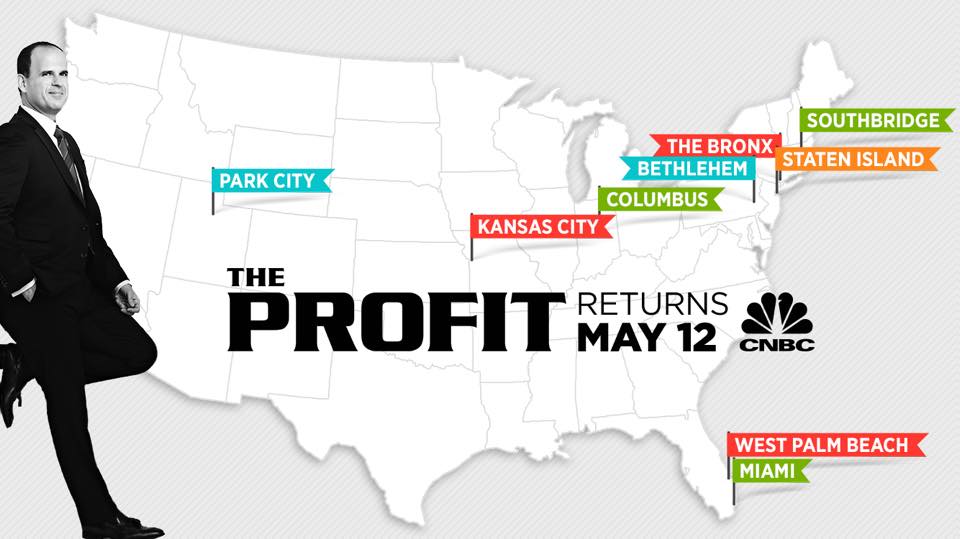 SOUTHBRIDGE
THE BRONX
STATEN ISLAND
BETHLEHEM
PARK CITY
COLUMBUS
KANSAS CITY
THE
PROFIT
RETURNS
MAY 12
CNBC
WEST PALM BEACH
MIAMI